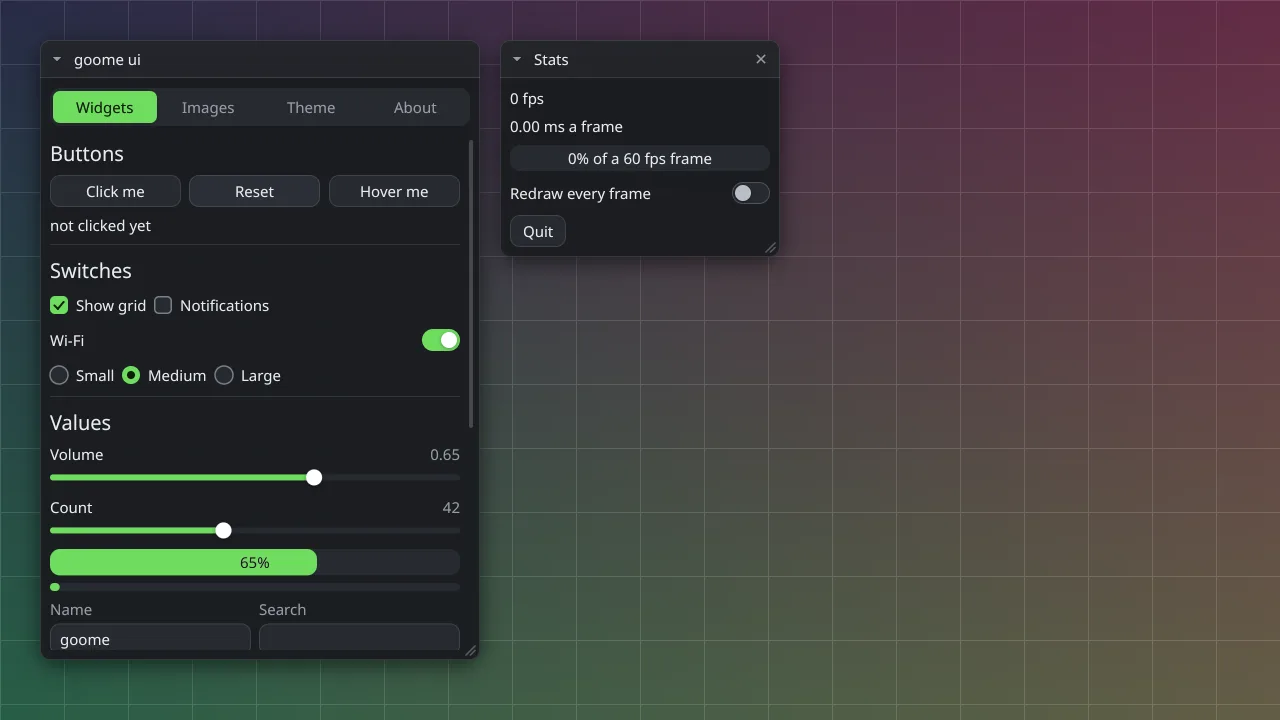 goome ui
Widgets Images Theme About
Buttons
Click me Reset Hover me
not clicked yet
Switches
Show grid Notifications
Wi-Fi
Small Medium Large
Values
Volume 0.65
Count 42
65%
Name Search
goome
Stats
0 fps
0.00 ms a frame
0% of a 60 fps frame
Redraw every frame
Quit